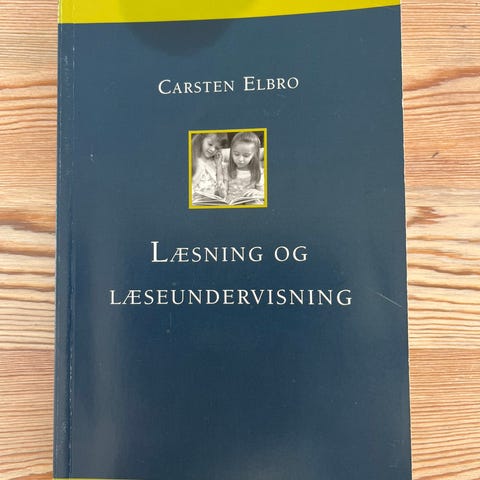 CARSTEN ELBRO
LÆSNING OG
LÆSEUNDERVISNING